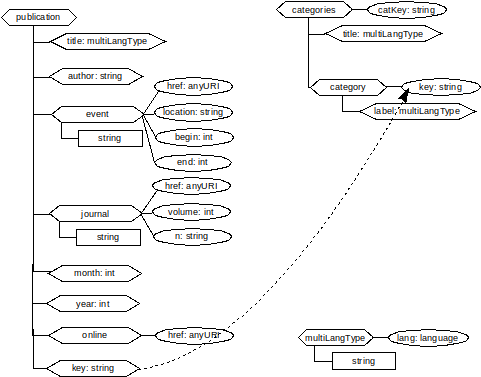 publication
title: multiLangType
author: string
event
string
href: anyURI
location: string
begin: int
end: int
journal
string
href: anyURI
volume: int
n: string
month: int
year: int
online
href: anyURI
key: string
categories
catKey: string
title: multiLangType
category
key: string
label: multiLangType
multiLangType
lang: language
string